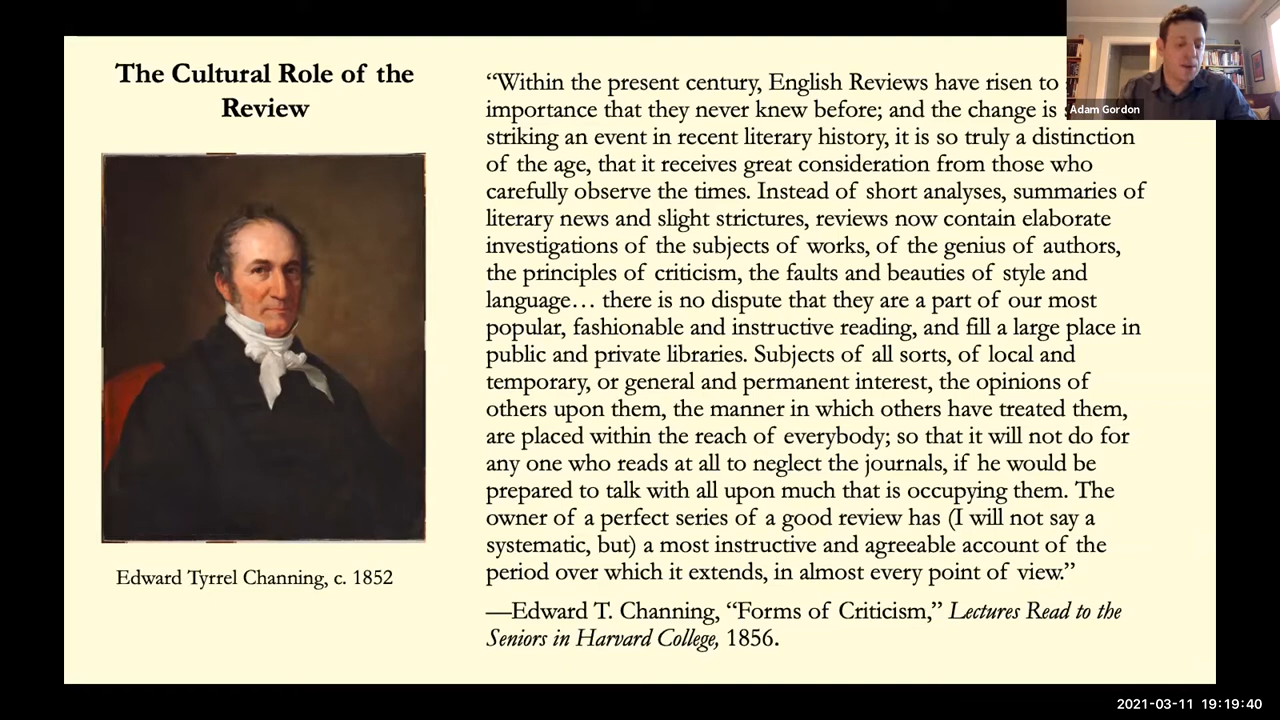 The Cultural Role of the
Review
Edward Tyrrel Channing, c. 1852
“Within the present century, English Reviews have risen to
importance that they never knew before; and the change is
striking an event in recent literary history, it is so truly a distinction
of the age, that it receives great consideration from those who
carefully observe the times. Instead of short analyses, summaries of
literary news and slight strictures, reviews now contain elaborate
investigations of the subjects of works, of the genius of authors,
the principles of criticism, the faults and beauties of style and
language… there is no dispute that they are a part of our most
popular, fashionable and instructive reading, and fill a large place in
public and private libraries. Subjects of all sorts, of local and
temporary, or general and permanent interest, the opinions of
others upon them, the manner in which others have treated them,
are placed within the reach of everybody; so that it will not do for
any one who reads at all to neglect the journals, if he would be
prepared to talk with all upon much that is occupying them. The
owner of a perfect series of a good review has (I will not say a
systematic, but) a most instructive and agreeable account of the
period over which it extends, in almost every point of view.”
—Edward T. Channing, “Forms of Criticism,” Lectures Read to the
Seniors in Harvard College, 1856.
Adam Gordon
2021-03-11 19:19:40